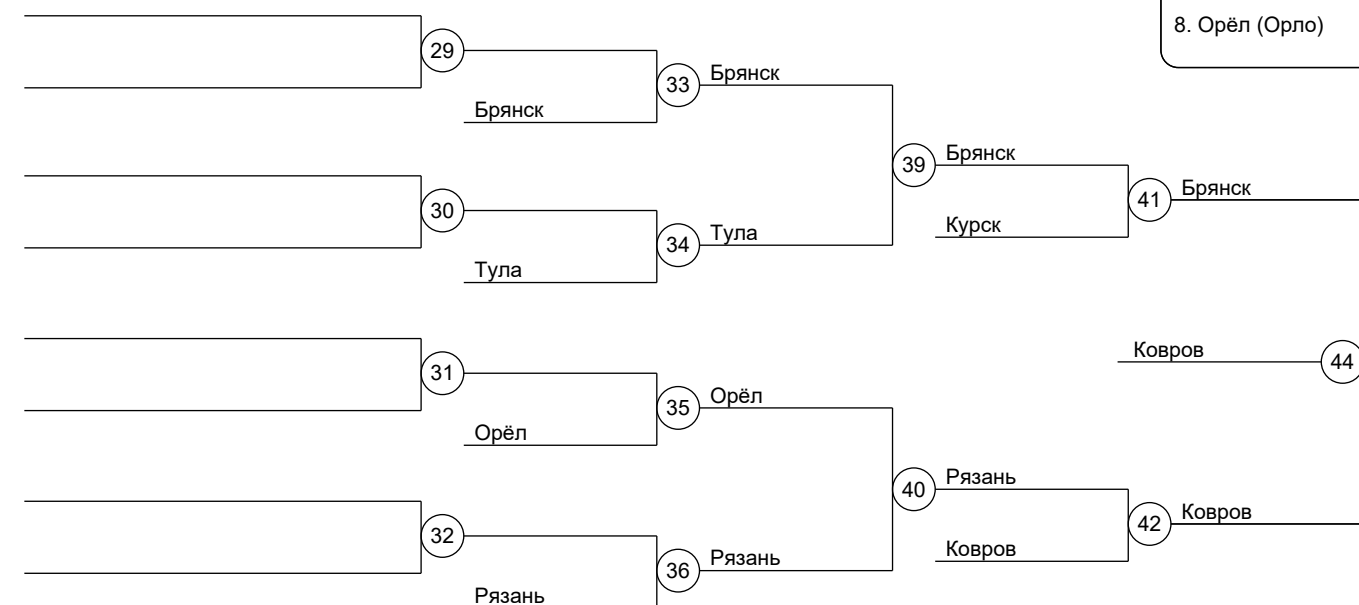 8. Орёл (Орло)
29
33
Брянск
Брянск
39
Брянск
30
41
Брянск
34
Тула
Курск
Тула
Ковров
44
31
35
Орёл
Орёл
40
Рязань
32
42
Ковров
36
Рязань
Ковров
Рязань